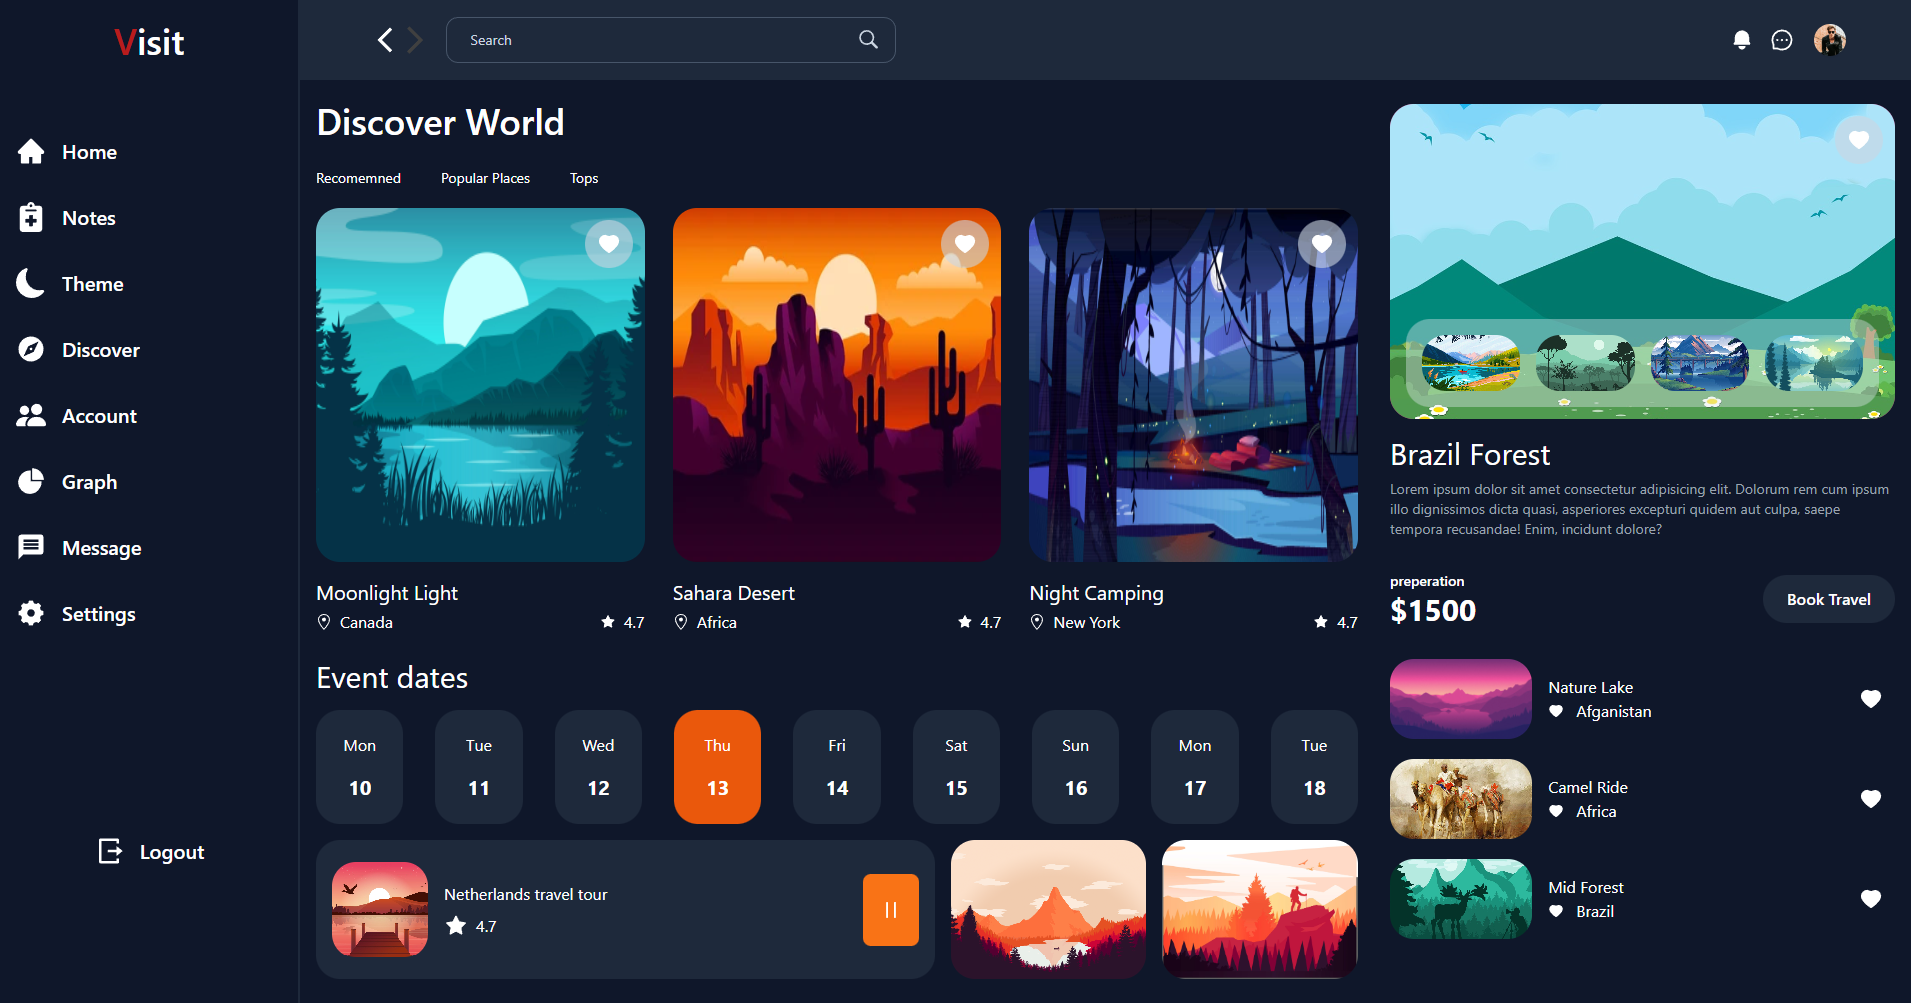 Visit
Search
Home
Notes
Theme
Discover
Account
Graph
Message
Settings
Logout
Discover World
Recomemned
Popular Places
Tops
Moonlight Light
Canada
4.7
Sahara Desert
Africa
4.7
Night Camping
New York
4.7
Event dates
Mon
10
Tue
11
Wed
12
Thu
13
Fri
14
Sat
15
Sun
16
Mon
17
Tue
18
Netherlands travel tour
4.7
Brazil Forest
Lorem ipsum dolor sit amet consectetur adipisicing elit. Dolorum rem cum ipsum
illo dignissimos dicta quasi, asperiores excepturi quidem aut culpa, saepe
tempora recusandae! Enim, incidunt dolore?
preperation
$1500
Book Travel
Nature Lake
Afganistan
Camel Ride
Africa
Mid Forest
Brazil